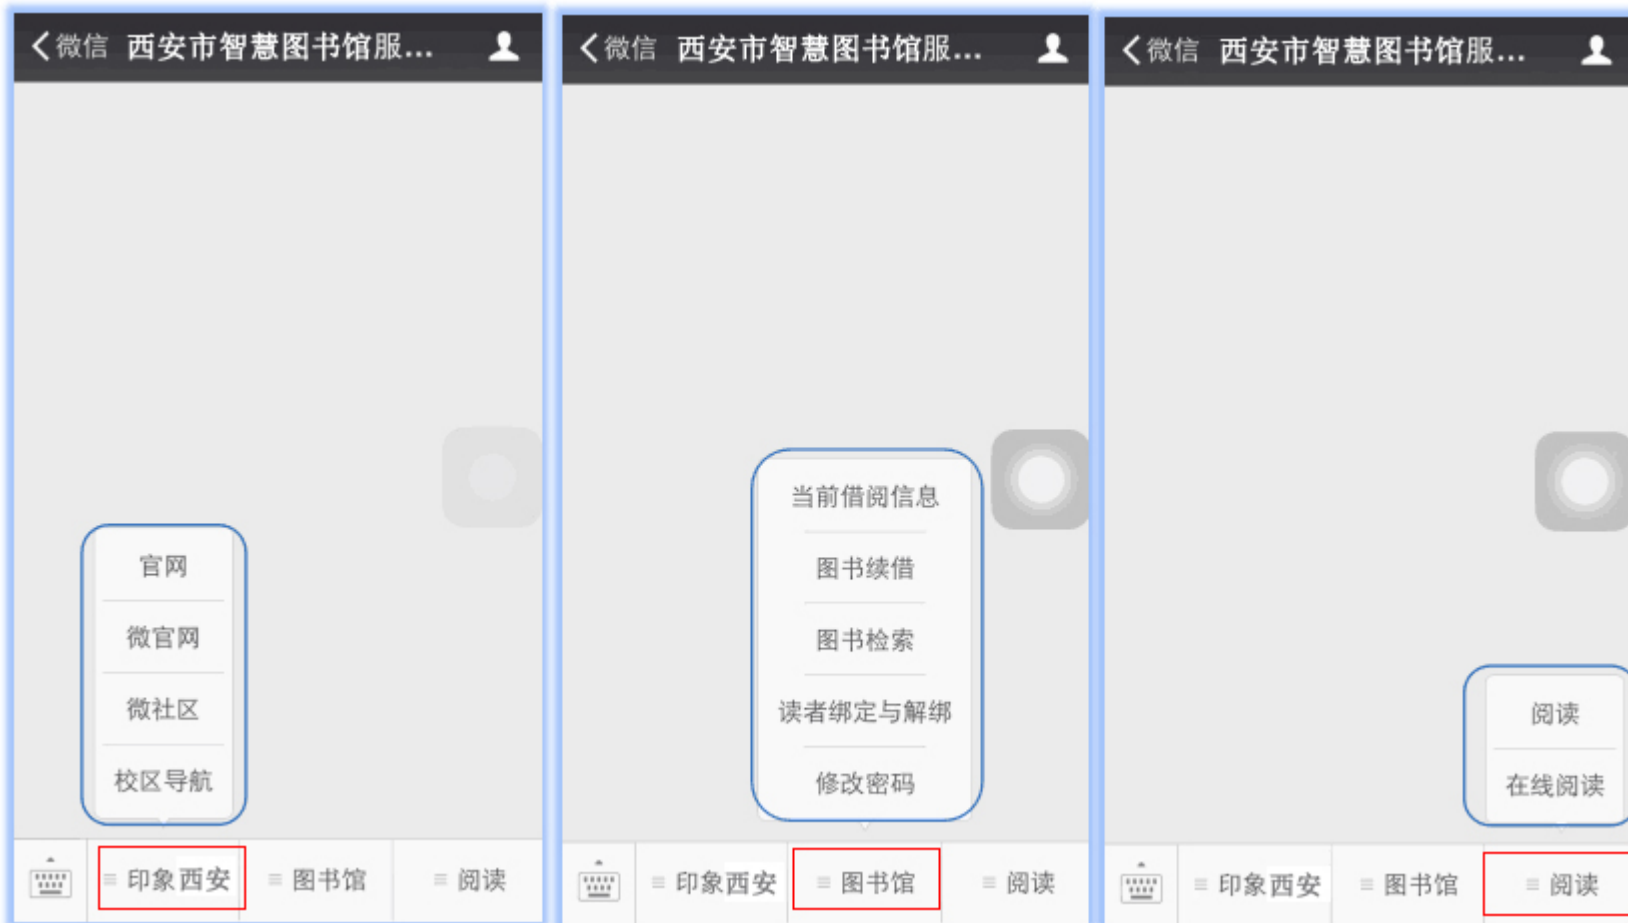 微信 西安市智慧图书馆服...
官网
微官网
微社区
校区导航
印象西安 图书馆 阅读
微信 西安市智慧图书馆服...
当前借阅信息
图书续借
图书检索
读者绑定与解绑
修改密码
印象西安 图书馆 阅读
微信 西安市智慧图书馆服...
阅读
在线阅读
印象西安 图书馆 阅读